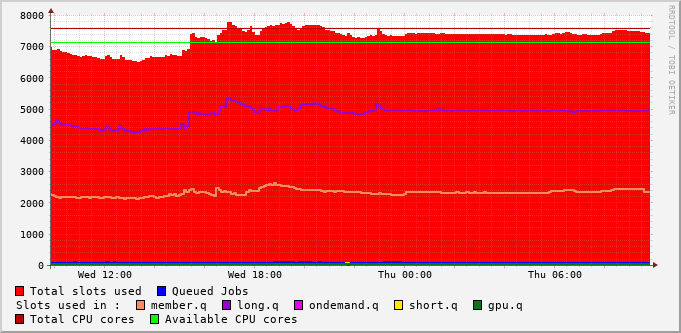 8000
7000
6000
5000
4000
3000
2000
1000
0
Wed 12:00 Wed 18:00 Thu 00:00 Thu 06:00
RRDTOOL / TOBI OETIKER
Total slots used Queued Jobs
Slots used in : member.q long.q ondemand.q short.q gpu.q
Total CPU cores Available CPU cores